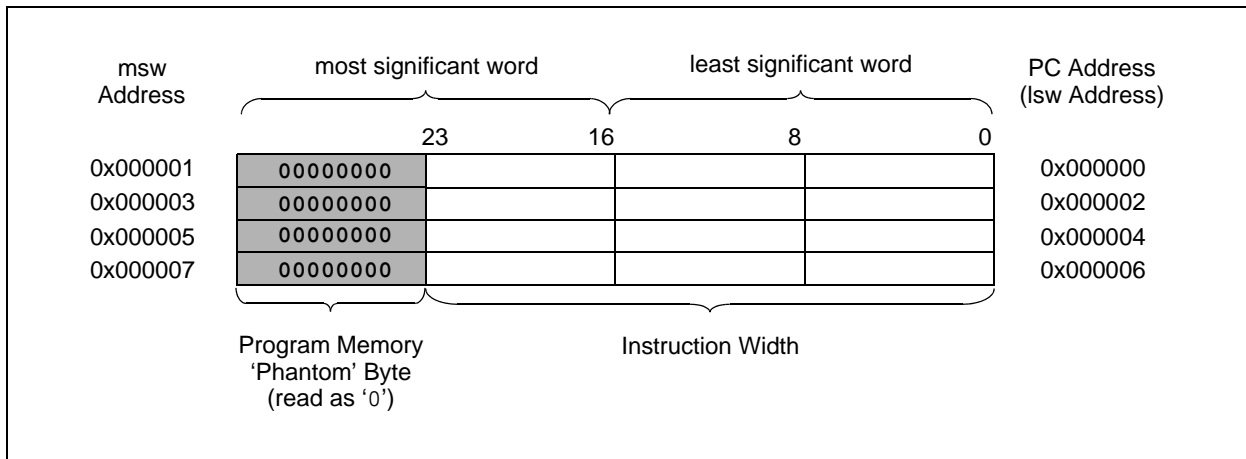 msw
Address
most significant word
least significant word
PC Address
(lsw Address)
23
16
8
0
0x000001
00000000
0x000000
0x000003
00000000
0x000002
0x000005
00000000
0x000004
0x000007
00000000
0x000006
Program Memory
‘Phantom’ Byte
(read as ‘0’)
Instruction Width